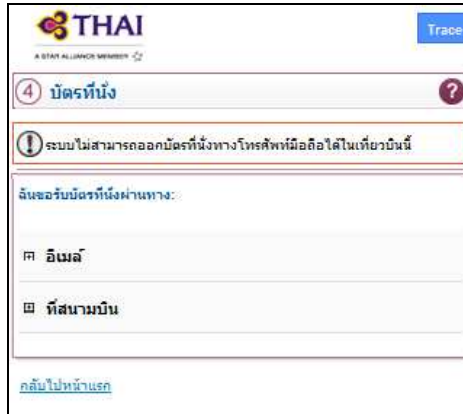 THAI
Trace
A STAR ALLIANCE MEMBER
4 บัตรที่นั่ง ?
! ระบบไม่สามารถออกบัตรที่นั่งทางโทรศัพท์มือถือได้ในเที่ยวบินนี้
ฉันขอรับบัตรที่นั่งผ่านทาง:
อีเมล์
ที่สนามบิน
กลับไปหน้าแรก